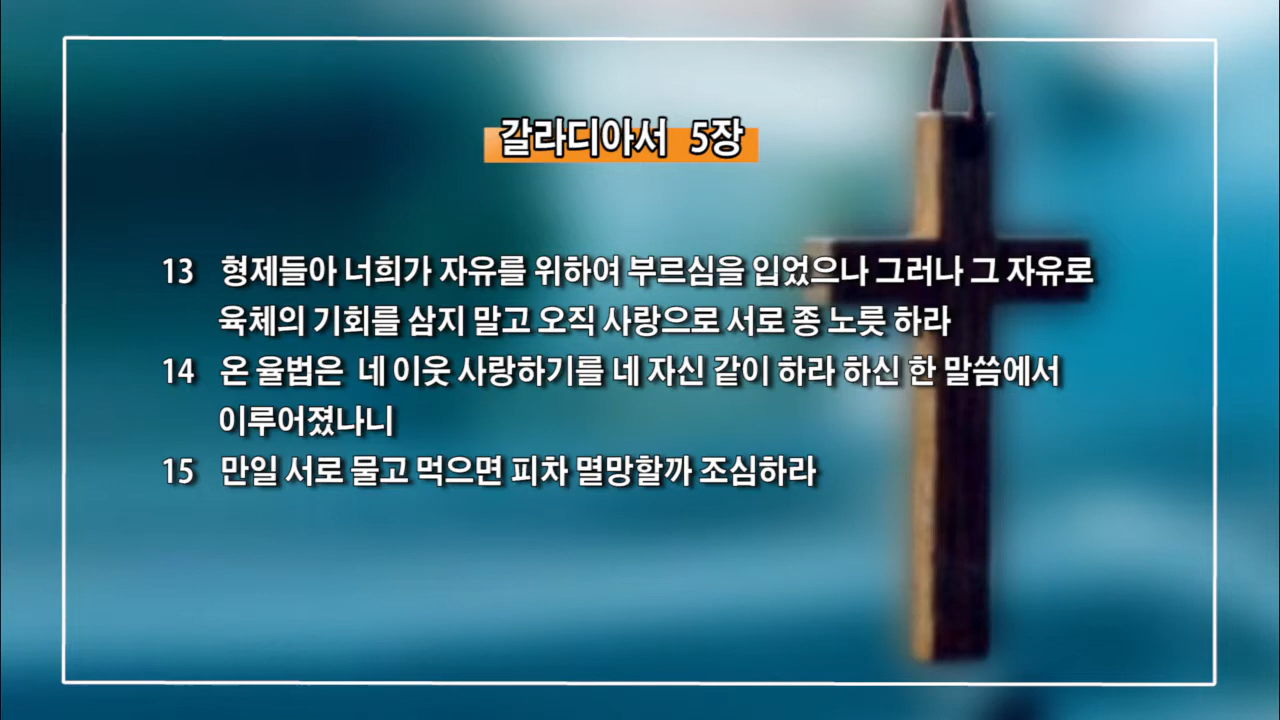 갈라디아서 5장
13 형제들아 너희가 자유를 위하여 부르심을 입었으나 그러나 그 자유로
육체의 기회를 삼지 말고 오직 사랑으로 서로 종 노릇 하라
14 온 율법은 네 이웃 사랑하기를 네 자신 같이 하라 하신 한 말씀에서
이루어졌나니
15 만일 서로 물고 먹으면 피차 멸망할까 조심하라